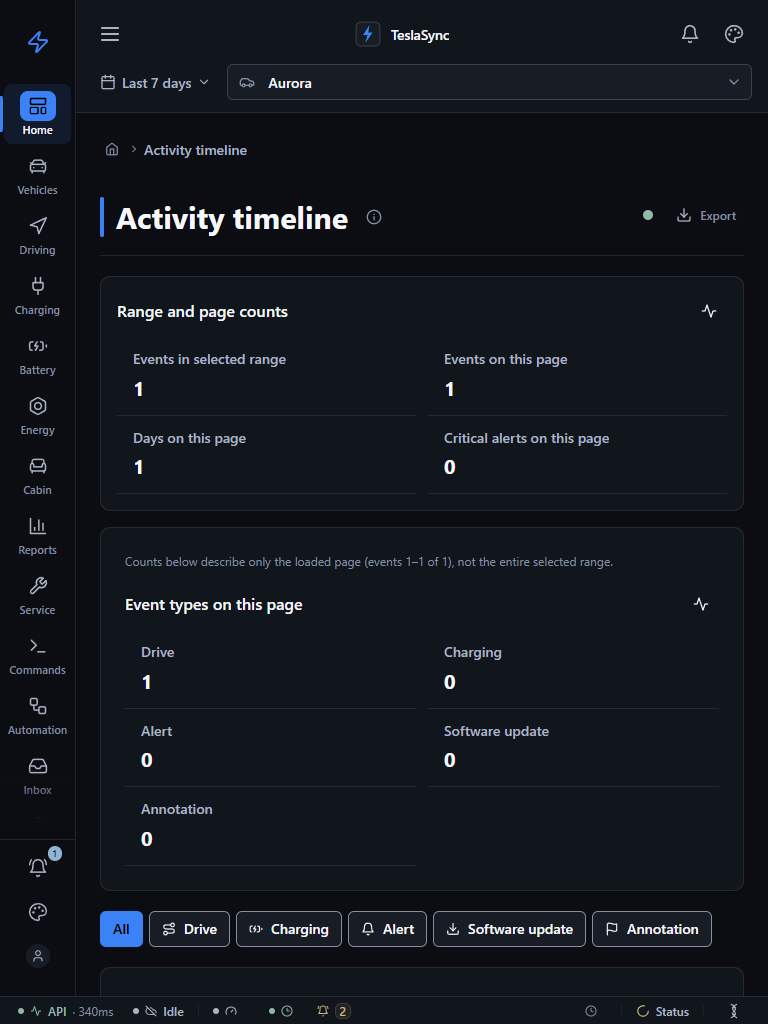 TeslaSync
Last 7 days
Aurora
Home
Vehicles
Driving
Charging
Battery
Energy
Cabin
Reports
Service
Commands
Automation
Inbox
1
Activity timeline
Activity timeline
Export
Range and page counts
Events in selected range
1
Events on this page
1
Days on this page
1
Critical alerts on this page
0
Counts below describe only the loaded page (events 1–1 of 1), not the entire selected range.
Event types on this page
Drive
1
Charging
0
Alert
0
Software update
0
Annotation
0
All
Drive
Charging
Alert
Software update
Annotation
API · 340ms
Idle
2
Status